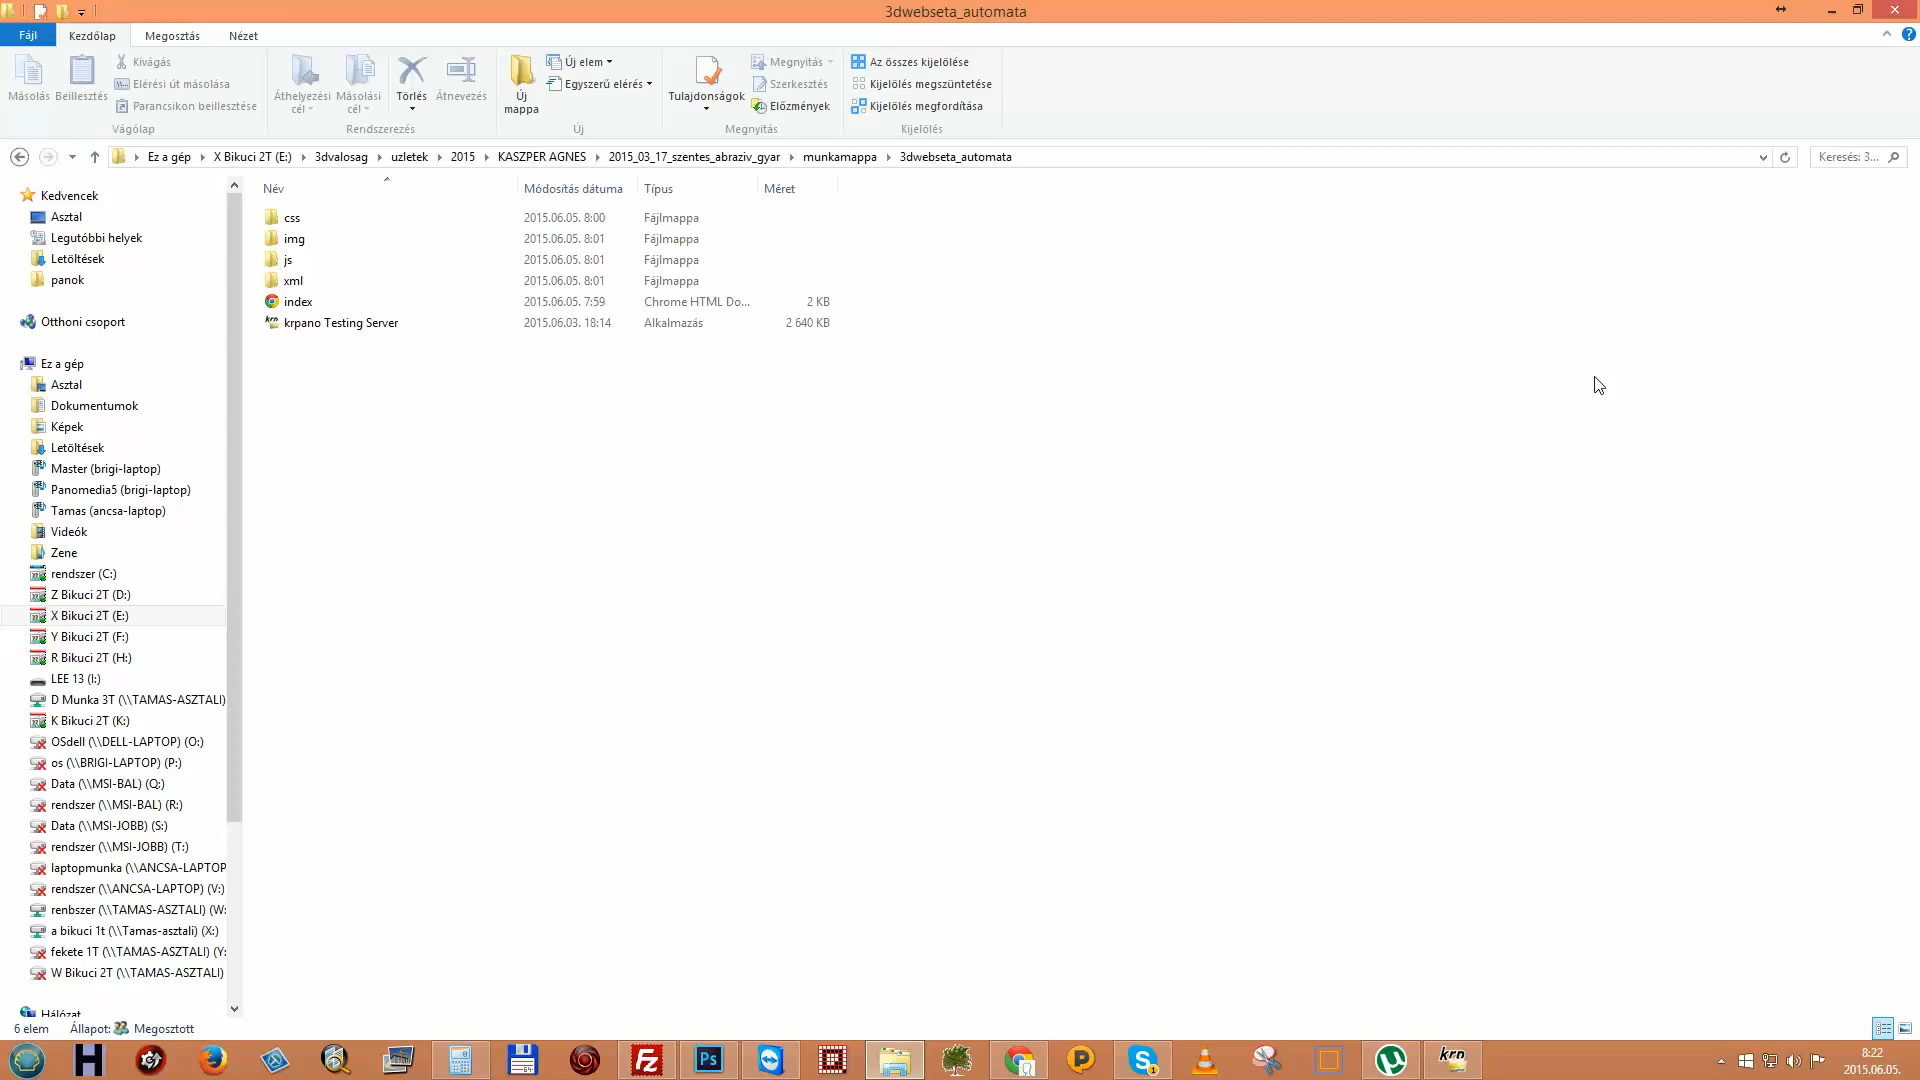 3dwebseta_automata
Fájl
Kezdőlap
Megosztás
Nézet
Másolás
Beillesztés
Kivágás
Elérési út másolása
Parancsikon beillesztése
Vágólap
Áthelyezési cél
Másolási cél
Törlés
Átnevezés
Rendszerezés
Új mappa
Új elem
Egyszerű elérés
Új
Tulajdonságok
Megnyitás
Szerkesztés
Előzmények
Megnyitás
Az összes kijelölése
Kijelölés megszüntetése
Kijelölés megfordítása
Kijelölés
Ez a gép
X Bikuci 2T (E:)
3dvalosag
uzletek
2015
KASZPER AGNES
2015_03_17_szentes_abraziv_gyar
munkamappa
3dwebseta_automata
Keresés: 3...
Név
Módosítás dátuma
Típus
Méret
css 2015.06.05. 8:00 Fájlmappa
img 2015.06.05. 8:01 Fájlmappa
js 2015.06.05. 8:01 Fájlmappa
xml 2015.06.05. 8:01 Fájlmappa
index 2015.06.05. 7:59 Chrome HTML Do... 2 KB
krpano Testing Server 2015.06.03. 18:14 Alkalmazás 2 640 KB
Kedvencek
Asztal
Legutóbbi helyek
Letöltések
panok
Otthoni csoport
Ez a gép
Asztal
Dokumentumok
Képek
Letöltések
Master (brigi-laptop)
Panomedia5 (brigi-laptop)
Tamas (ancsa-laptop)
Videók
Zene
rendszer (C:)
Z Bikuci 2T (D:)
X Bikuci 2T (E:)
Y Bikuci 2T (F:)
R Bikuci 2T (H:)
LEE 13 (I:)
D Munka 3T (\\TAMAS-ASZTALI)
K Bikuci 2T (K:)
OSdell (\\DELL-LAPTOP) (O:)
os (\\BRIGI-LAPTOP) (P:)
Data (\\MSI-BAL) (Q:)
rendszer (\\MSI-BAL) (R:)
Data (\\MSI-JOBB) (S:)
rendszer (\\MSI-JOBB) (T:)
laptopmunka (\\ANCSA-LAPTOP
rendszer (\\ANCSA-LAPTOP) (V:)
renbszer (\\TAMAS-ASZTALI) (W:
a bikuci 1t (\\Tamas-asztali) (X:)
fekete 1T (\\TAMAS-ASZTALI) (Y:
W Bikuci 2T (\\TAMAS-ASZTALI)
Hálózat
6 elem
Állapot:
Megosztott
8:22
2015.06.05.